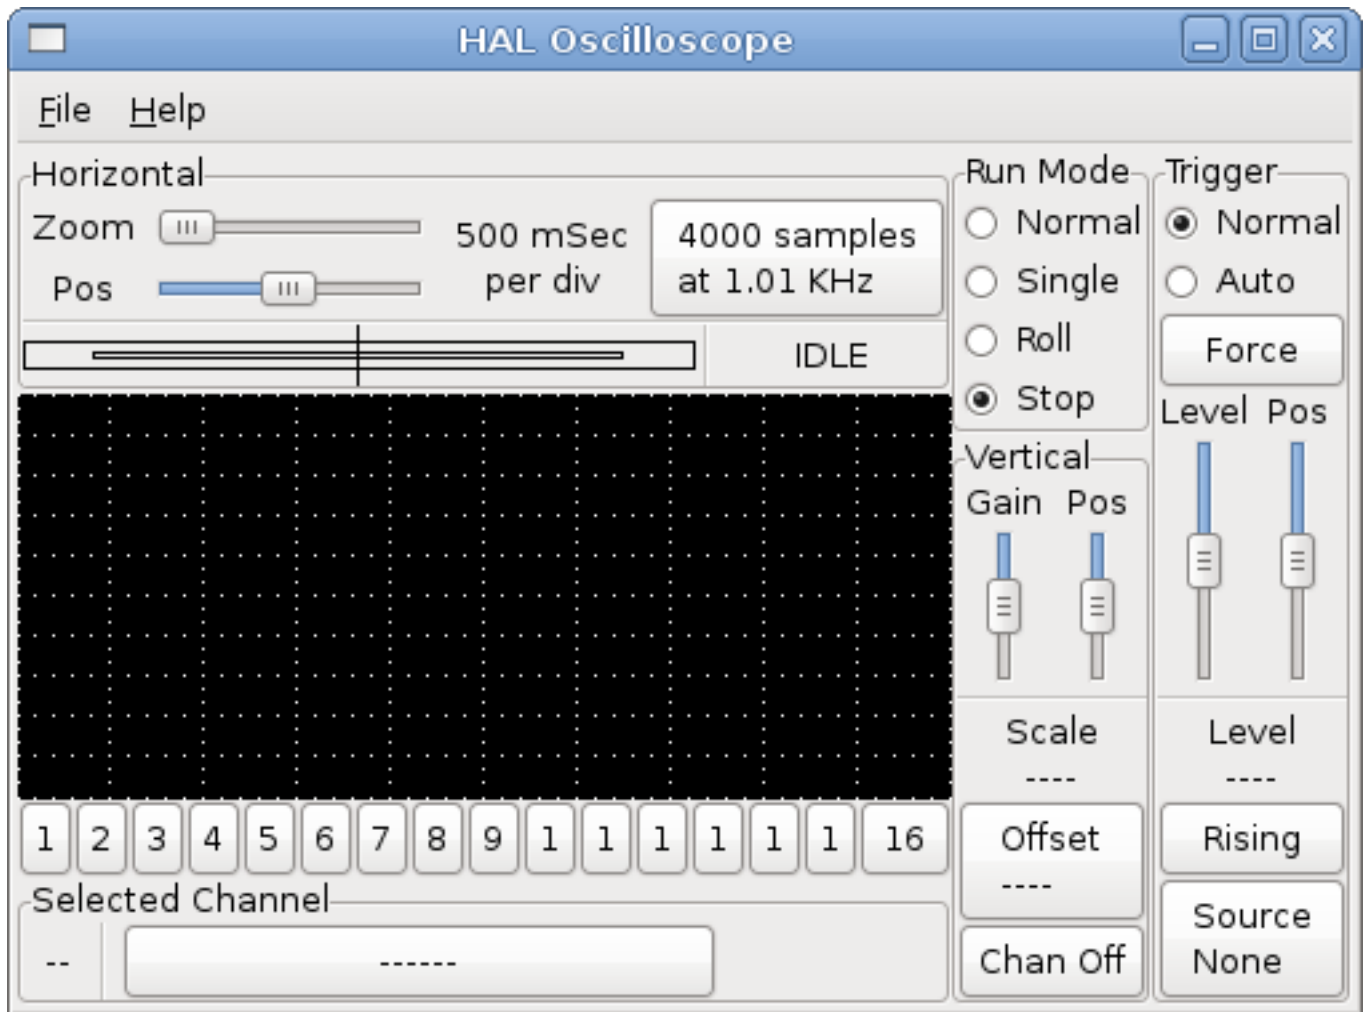 HAL Oscilloscope
File Help
Horizontal
Zoom
Pos
500 mSec
per div
4000 samples
at 1.01 KHz
IDLE
Run Mode
Normal
Single
Roll
Stop
Trigger
Normal
Auto
Force
Level Pos
Vertical
Gain Pos
Scale
----
Offset
----
Chan Off
Level
----
Rising
Source
None
1 2 3 4 5 6 7 8 9 1 1 1 1 1 1 16
Selected Channel
-- ------